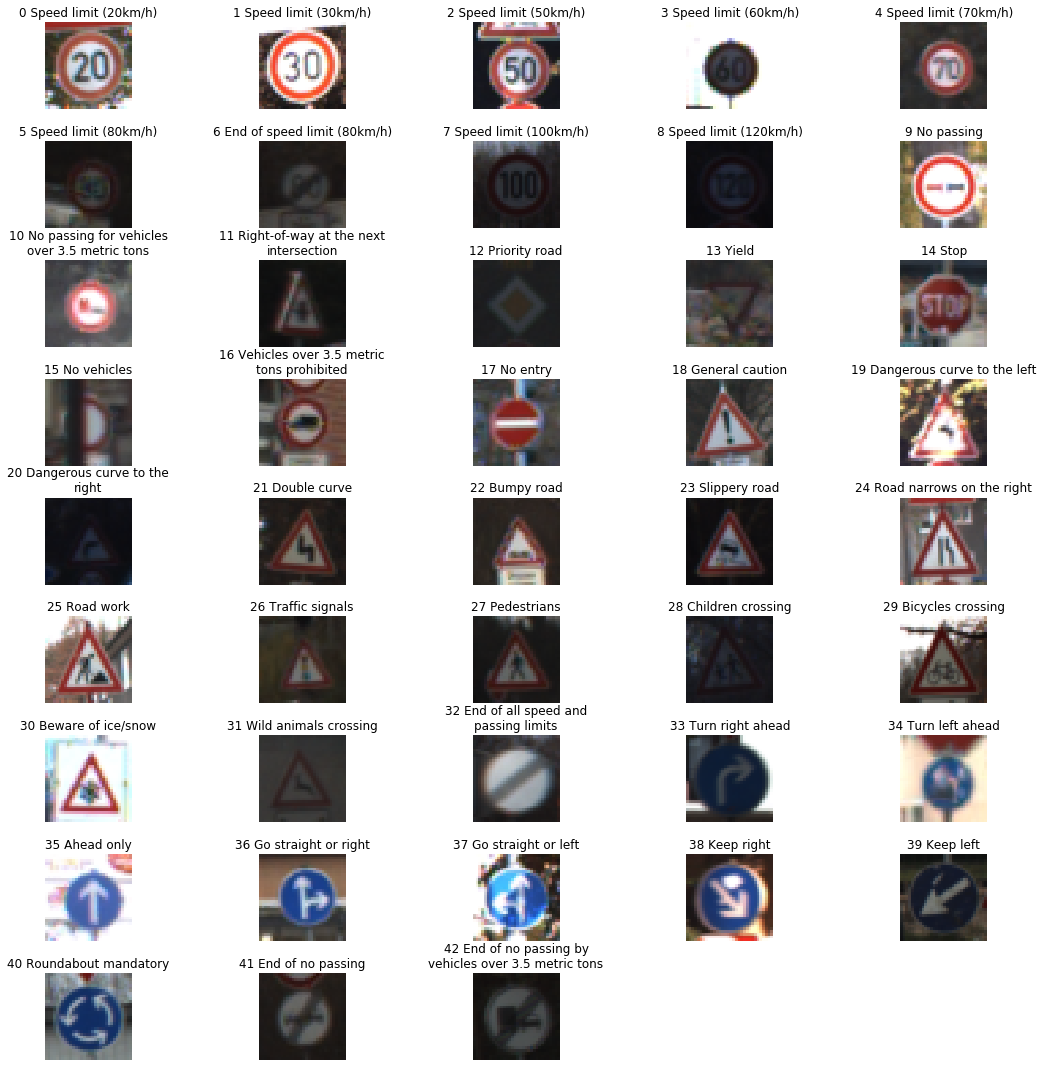 0 Speed limit (20km/h)
1 Speed limit (30km/h)
2 Speed limit (50km/h)
3 Speed limit (60km/h)
4 Speed limit (70km/h)
20
30
50
60
70
5 Speed limit (80km/h)
6 End of speed limit (80km/h)
7 Speed limit (100km/h)
8 Speed limit (120km/h)
9 No passing
80
100
120
10 No passing for vehicles
over 3.5 metric tons
11 Right-of-way at the next
intersection
12 Priority road
13 Yield
14 Stop
STOP
15 No vehicles
16 Vehicles over 3.5 metric
tons prohibited
17 No entry
18 General caution
19 Dangerous curve to the left
20 Dangerous curve to the
right
21 Double curve
22 Bumpy road
23 Slippery road
24 Road narrows on the right
25 Road work
26 Traffic signals
27 Pedestrians
28 Children crossing
29 Bicycles crossing
30 Beware of ice/snow
31 Wild animals crossing
32 End of all speed and
passing limits
33 Turn right ahead
34 Turn left ahead
35 Ahead only
36 Go straight or right
37 Go straight or left
38 Keep right
39 Keep left
40 Roundabout mandatory
41 End of no passing
42 End of no passing by
vehicles over 3.5 metric tons